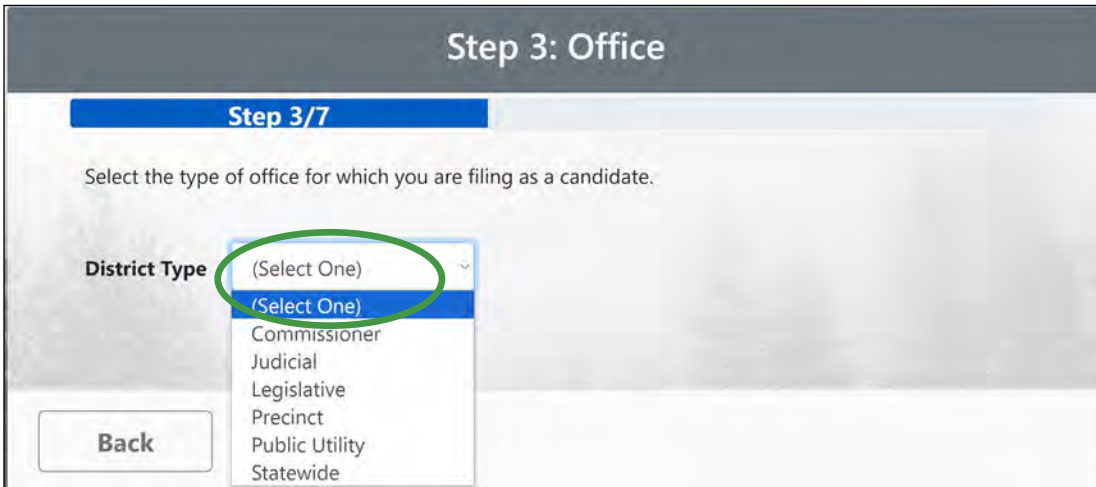 Step 3: Office
Step 3/7
Select the type of office for which you are filing as a candidate.
District Type (Select One)
(Select One)
Commissioner
Judicial
Legislative
Precinct
Public Utility
Statewide
Back